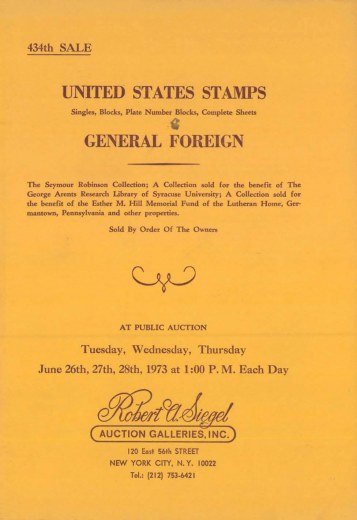 434th SALE
UNITED STATES STAMPS
Singles, Blocks, Plate Number Blocks, Complete Sheets
&
GENERAL FOREIGN
The Seymour Robinson Collection; A Collection sold for the benefit of The
George Arents Research Library of Syracuse University; A Collection sold for
the benefit of the Esther M. Hill Memorial Fund of the Lutheran Home, Ger-
mantown, Pennsylvania and other properties.
Sold By Order Of The Owners
AT PUBLIC AUCTION
Tuesday, Wednesday, Thursday
June 26th, 27th, 28th, 1973 at 1:00 P. M. Each Day
Robert A. Siegel
AUCTION GALLERIES, INC.
120 East 56th STREET
NEW YORK CITY, N. Y. 10022
Tel.: (212) 753-6421